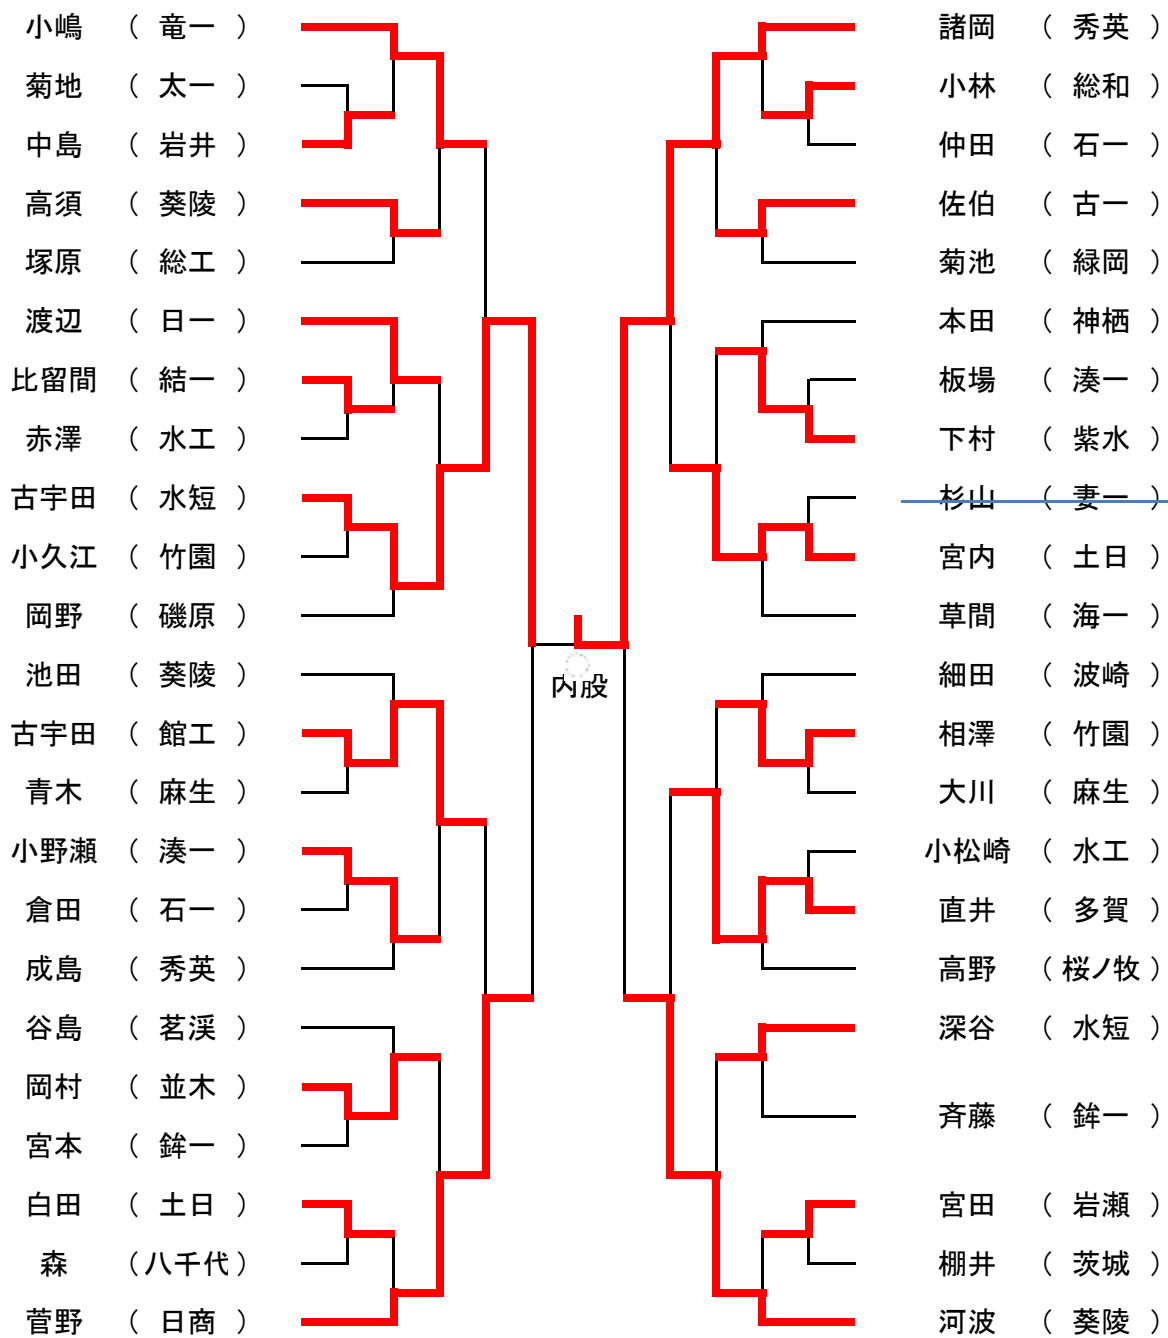 小嶋 （ 竜一 ）
菊地 （ 太一 ）
中島 （ 岩井 ）
高須 （ 葵陵 ）
塚原 （ 総工 ）
渡辺 （ 日一 ）
比留間 （ 結一 ）
赤澤 （ 水工 ）
古宇田 （ 水短 ）
小久江 （ 竹園 ）
岡野 （ 磯原 ）
池田 （ 葵陵 ）
古宇田 （ 館工 ）
青木 （ 麻生 ）
小野瀬 （ 湊一 ）
倉田 （ 石一 ）
成島 （ 秀英 ）
谷島 （ 茗溪 ）
岡村 （ 並木 ）
宮本 （ 鉾一 ）
白田 （ 土日 ）
森 （ 八千代 ）
菅野 （ 日商 ）
内股
諸岡 （ 秀英 ）
小林 （ 総和 ）
仲田 （ 石一 ）
佐伯 （ 古一 ）
菊池 （ 緑岡 ）
本田 （ 神栖 ）
板場 （ 湊一 ）
下村 （ 紫水 ）
杉山 （ 妻一 ）
宮内 （ 土日 ）
草間 （ 海一 ）
細田 （ 波崎 ）
相澤 （ 竹園 ）
大川 （ 麻生 ）
小松崎 （ 水工 ）
直井 （ 多賀 ）
高野 （ 桜ノ牧 ）
深谷 （ 水短 ）
斉藤 （ 鉾一 ）
宮田 （ 岩瀬 ）
棚井 （ 茨城 ）
河波 （ 葵陵 ）